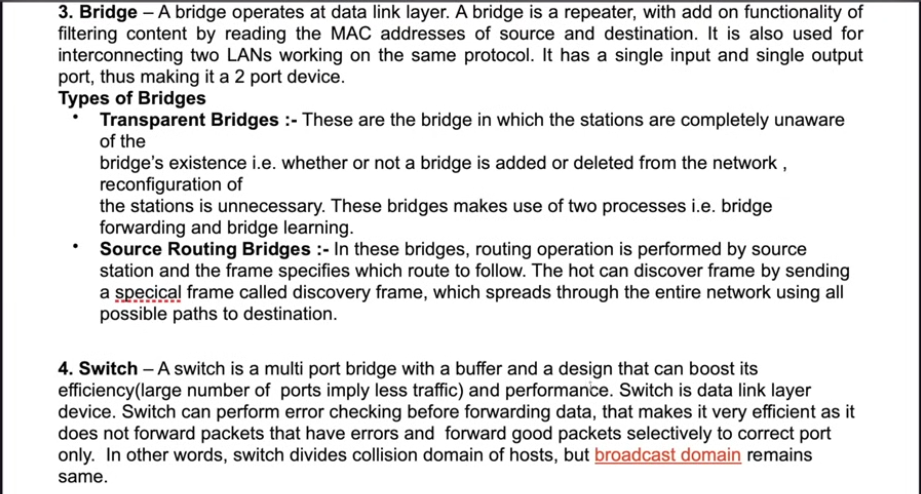 3. Bridge – A bridge operates at data link layer. A bridge is a repeater, with add on functionality of
filtering content by reading the MAC addresses of source and destination. It is also used for
interconnecting two LANs working on the same protocol. It has a single input and single output
port, thus making it a 2 port device.
Types of Bridges
• Transparent Bridges :- These are the bridge in which the stations are completely unaware
of the
bridge's existence i.e. whether or not a bridge is added or deleted from the network ,
reconfiguration of
the stations is unnecessary. These bridges makes use of two processes i.e. bridge
forwarding and bridge learning.
• Source Routing Bridges :- In these bridges, routing operation is performed by source
station and the frame specifies which route to follow. The hot can discover frame by sending
a specical frame called discovery frame, which spreads through the entire network using all
possible paths to destination.
4. Switch – A switch is a multi port bridge with a buffer and a design that can boost its
efficiency(large number of  ports imply less traffic) and performance. Switch is data link layer
device. Switch can perform error checking before forwarding data, that makes it very efficient as it
does not forward packets that have errors and  forward good packets selectively to correct port
only.  In other words, switch divides collision domain of hosts, but broadcast domain remains
same.